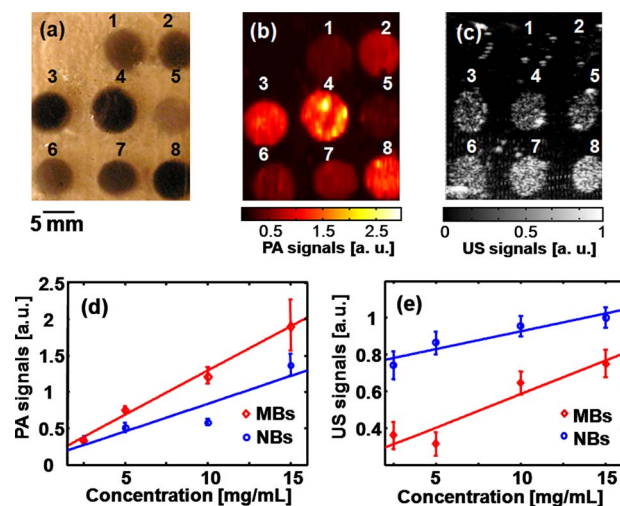 (a)
1
2
3
4
5
6
7
8
5 mm
(b)
1
2
3
4
5
6
7
8
0.5 1.5 2.5
PA signals [a. u.]
(c)
1
2
3
4
5
6
7
8
0 0.5 1
US signals [a. u.]
(d)
PA signals [a.u.]
2.5
2
1.5
1
0.5
0
MBs
NBs
5 10 15
Concentration [mg/mL]
(e)
US signals [a.u.]
1
0.8
0.6
0.4
MBs
NBs
5 10 15
Concentration [mg/mL]